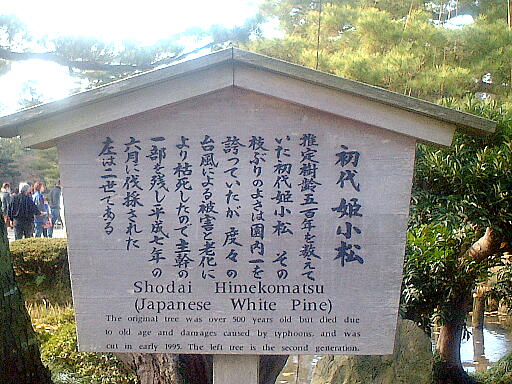 初代 姫小松
推定樹齢五百年を数えて
いた初代姫小松 その
枝ぶりのよさは国内一を
誇っていたが 度々の
台風による被害と老化に
より枯死したので主幹の
一部を残し平成七年の
六月に伐採された
左は二世である
Shodai Himekomatsu
(Japanese White Pine)
The original tree was over 500 years old but died due
to old age and damages caused by typhoons, and was
cut in early 1995. The left tree is the second generation.